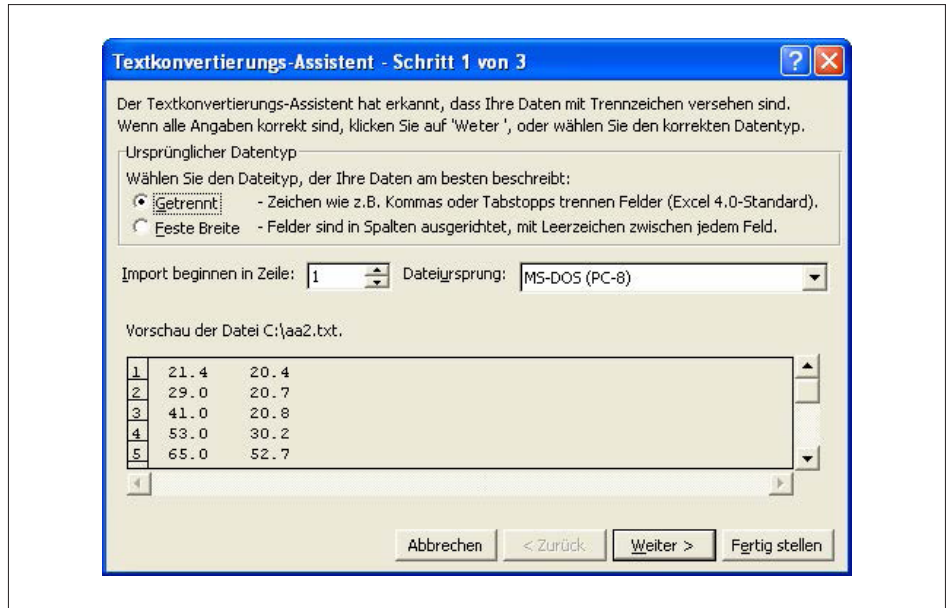 Textkonvertierungs-Assistent - Schritt 1 von 3
Der Textkonvertierungs-Assistent hat erkannt, dass Ihre Daten mit Trennzeichen versehen sind.
Wenn alle Angaben korrekt sind, klicken Sie auf 'Weter ', oder wählen Sie den korrekten Datentyp.
Ursprünglicher Datentyp
Wählen Sie den Dateityp, der Ihre Daten am besten beschreibt:
Getrennt - Zeichen wie z.B. Kommas oder Tabstopps trennen Felder (Excel 4.0-Standard).
Feste Breite - Felder sind in Spalten ausgerichtet, mit Leerzeichen zwischen jedem Feld.
Import beginnen in Zeile: 1 Dateiursprung: MS-DOS (PC-8)
Vorschau der Datei C:\aa2.txt.
1 21.4 20.4
2 29.0 20.7
3 41.0 20.8
4 53.0 30.2
5 65.0 52.7
Abbrechen < Zurück Weiter > Fertig stellen